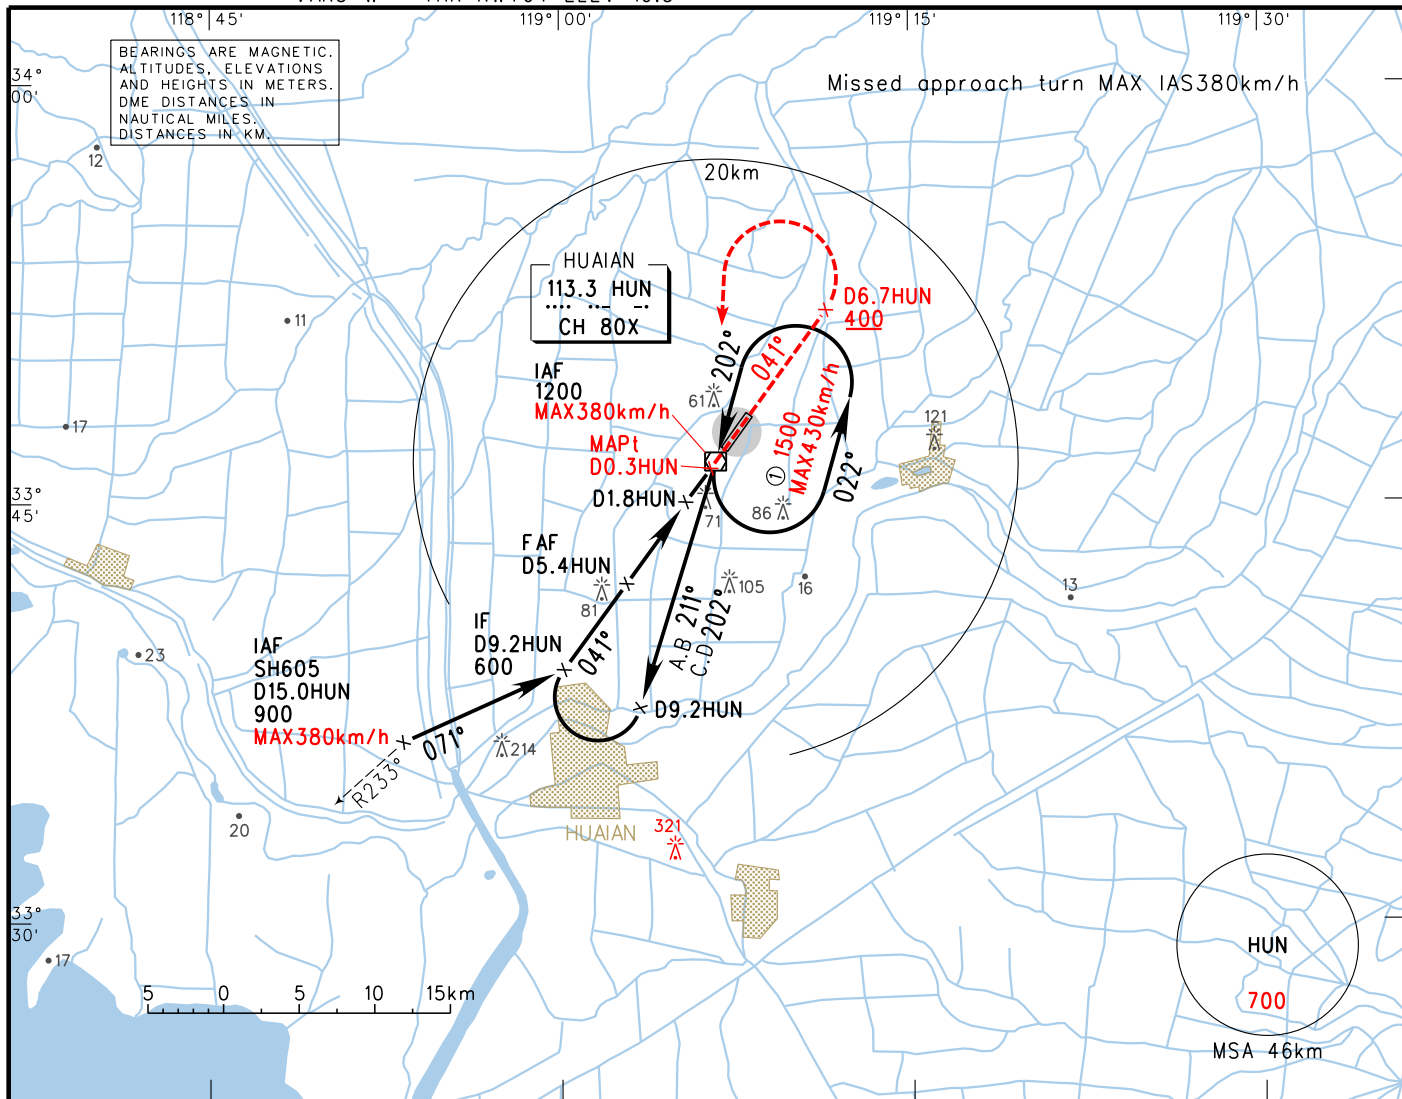 118°45'
119°00'
119°15'
119°30'
BEARINGS ARE MAGNETIC.
ALTITUDES, ELEVATIONS
AND HEIGHTS IN METERS.
DME DISTANCES IN
NAUTICAL MILES.
DISTANCES IN KM.
34°
00'
Missed approach turn MAX IAS380km/h
12
20km
HUAIAN
113.3 HUN
CH 80X
D6.7HUN
400
11
202°
041°
IAF
1200
MAX380km/h
61
1500
MAX430km/h
1
022°
121
17
MAPt
D0.3HUN
D1.8HUN
71
86
33°
45'
FAF
D5.4HUN
81
105
16
13
A.B 211°
C.D 202°
IF
D9.2HUN
600
041°
23
IAF
SH605
D15.0HUN
900
MAX380km/h
071°
R233°
D9.2HUN
214
20
HUAIAN
321
33°
30'
17
5 0 5 10 15km
HUN
700
MSA 46km